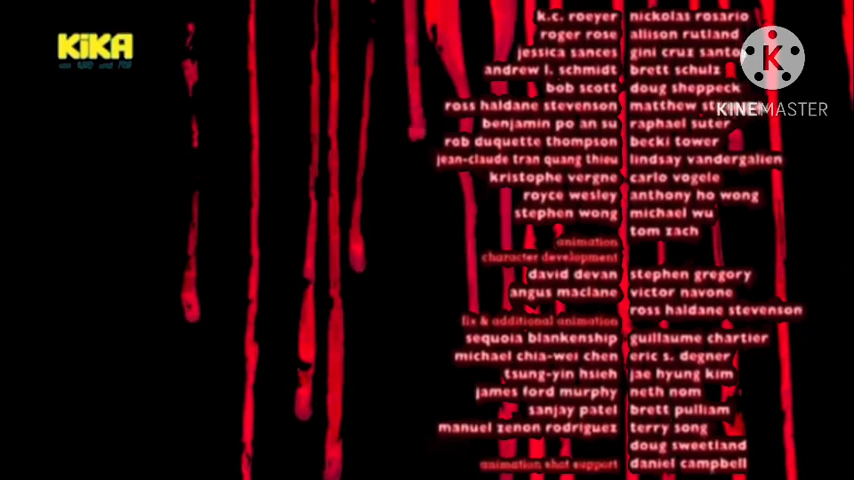 KiKA
von ARD und ZDF
KINEMASTER
k.c. roeyer nickolas rosario
roger rose allison rutland
jessica sances gini cruz santos
andrew l. schmidt brett schulz
bob scott doug sheppeck
ross haldane stevenson matthew
benjamin po an su raphael suter
rob duquette thompson becki tower
jean-claude tran quang thieu lindsay vandergalien
kristophe vergne carlo vogele
royce wesley anthony ho wong
stephen wong michael wu
tom zach
animation
character development
david devan stephen gregory
angus maclane victor navone
ross haldane stevenson
fix & additional animation
sequoia blankenship guillaume chartier
michael chia-wei chen eric s. degner
tsung-yin hsieh jae hyung kim
james ford murphy neth nom
sanjay patel brett pulliam
manuel zenon rodriguez terry song
doug sweetland
animation shot support daniel campbell